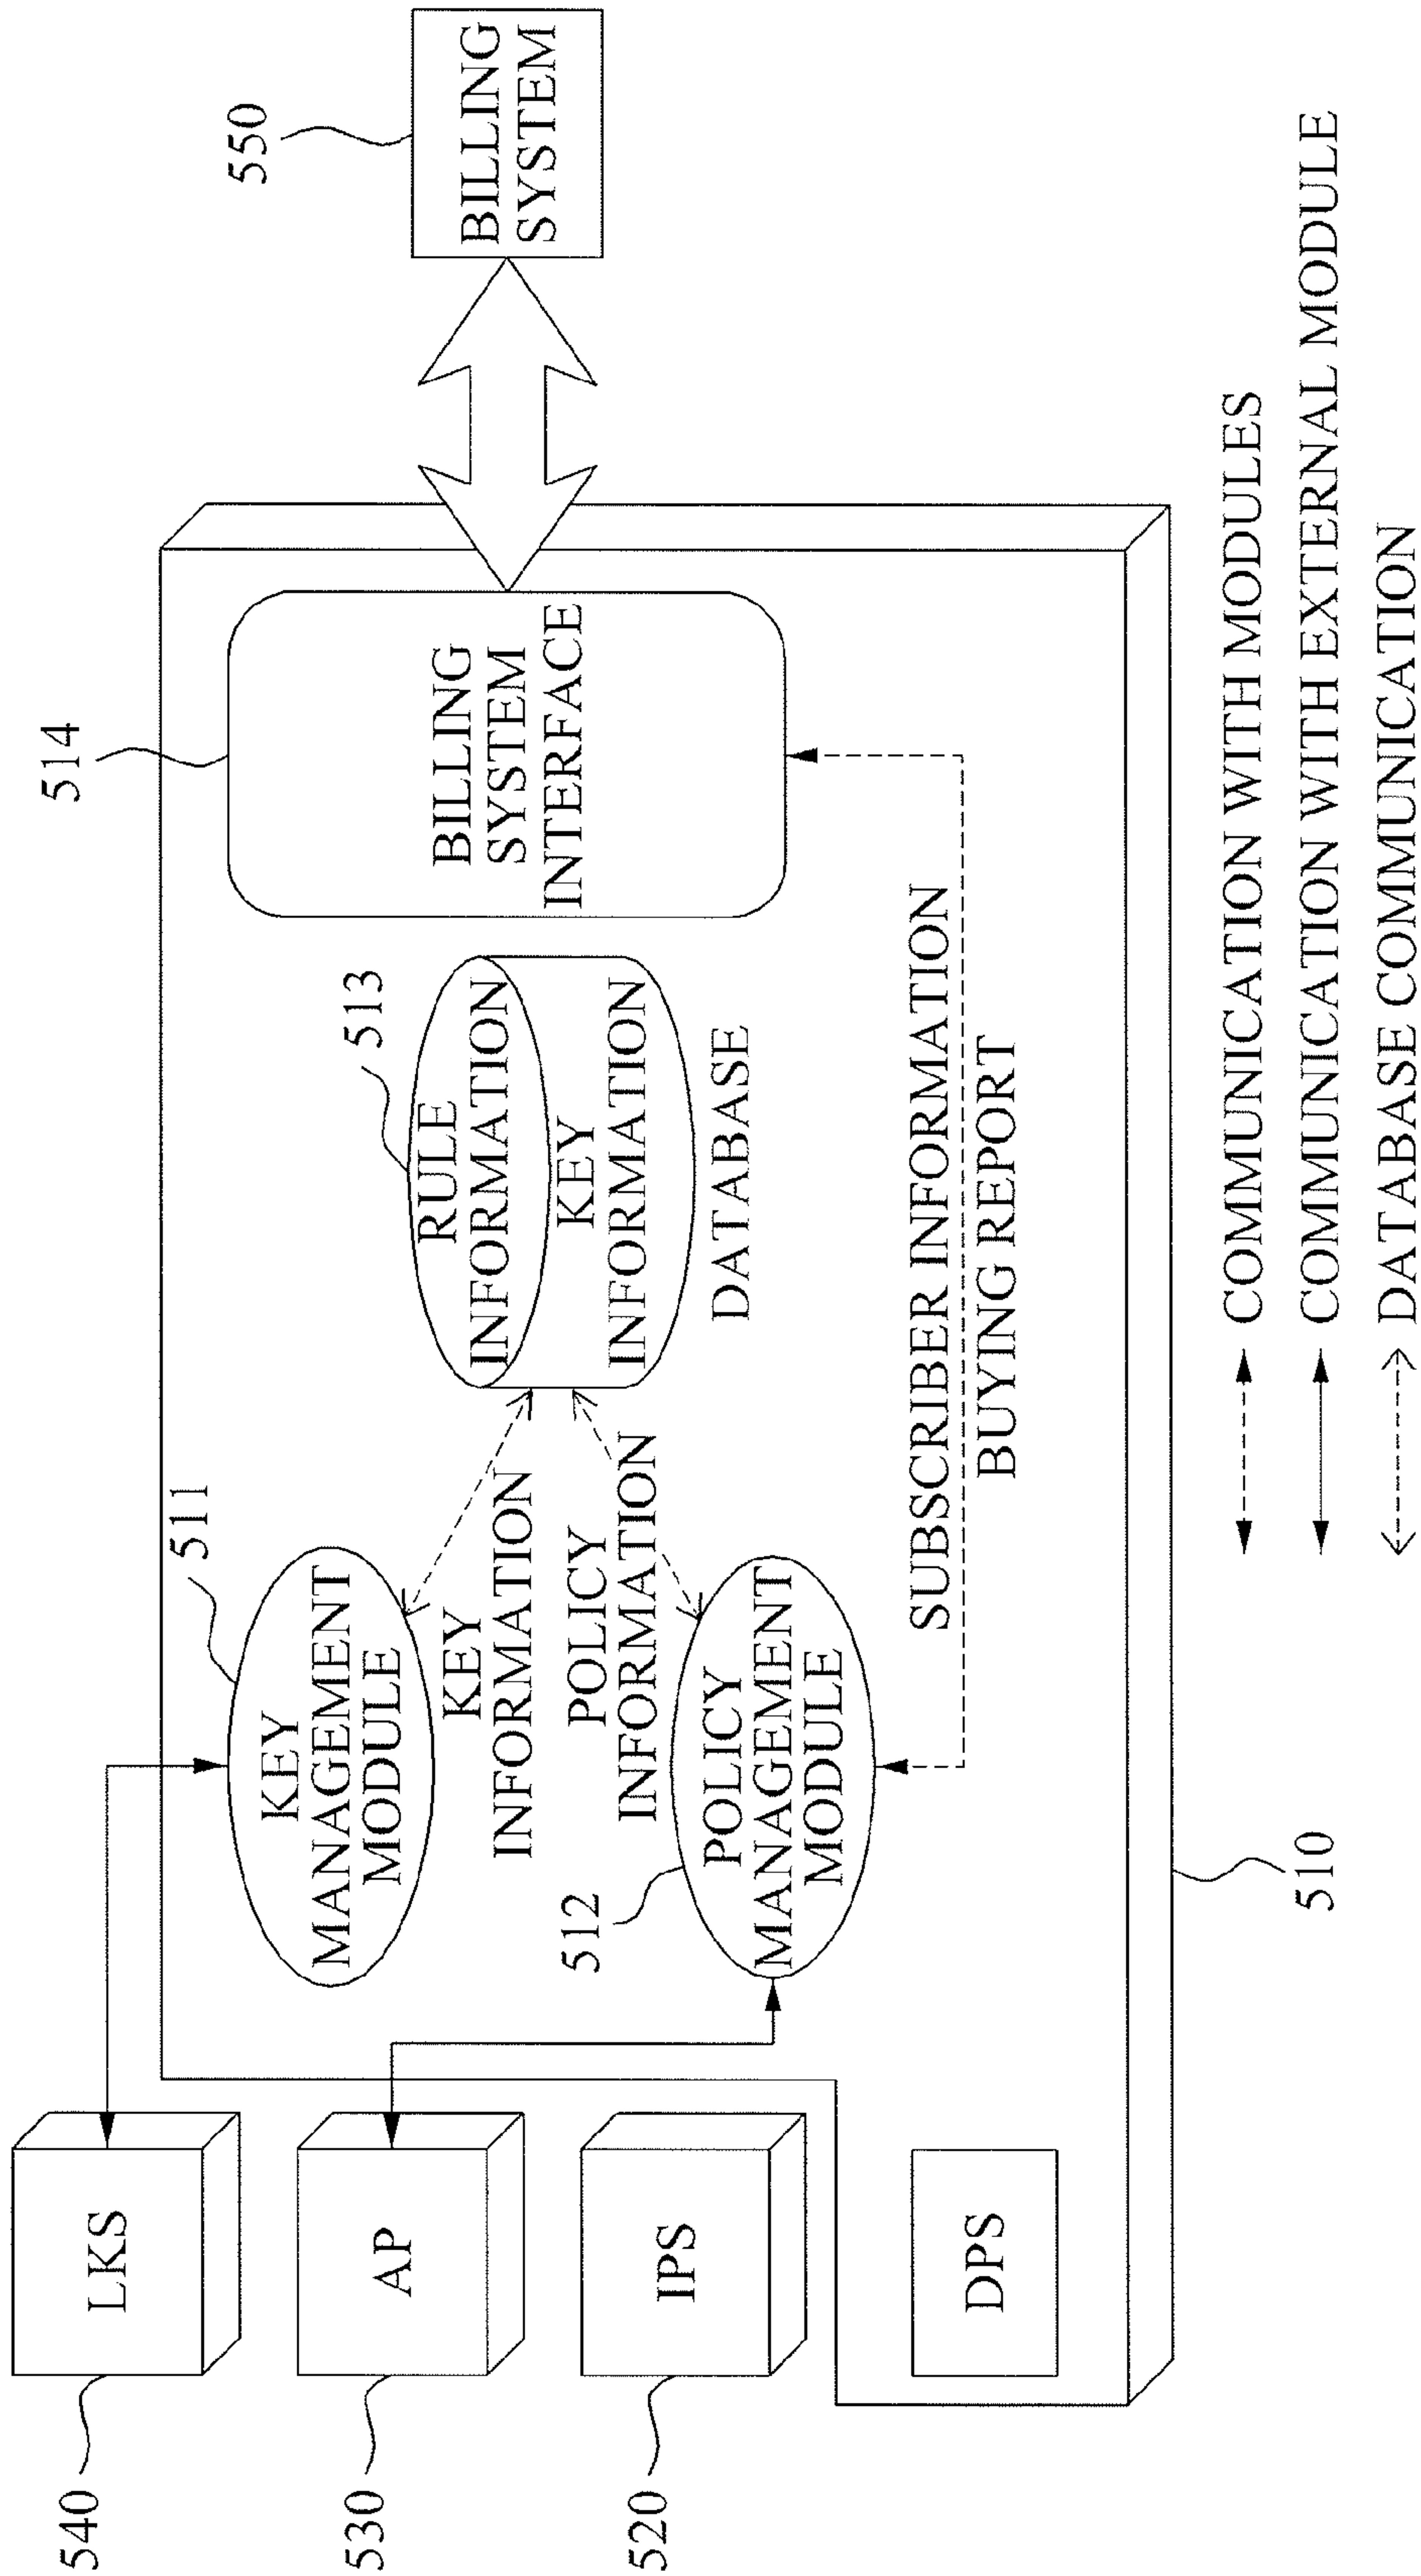 540
LKS
530
AP
520
IPS
DPS
511
KEY
MANAGEMENT
MODULE
512
POLICY
MANAGEMENT
MODULE
KEY
INFORMATION
POLICY
INFORMATION
513
RULE
INFORMATION
KEY
INFORMATION
DATABASE
514
BILLING
SYSTEM
INTERFACE
SUBSCRIBER INFORMATION
BUYING REPORT
550
BILLING
SYSTEM
510
COMMUNICATION WITH MODULES
COMMUNICATION WITH EXTERNAL MODULE
DATABASE COMMUNICATION